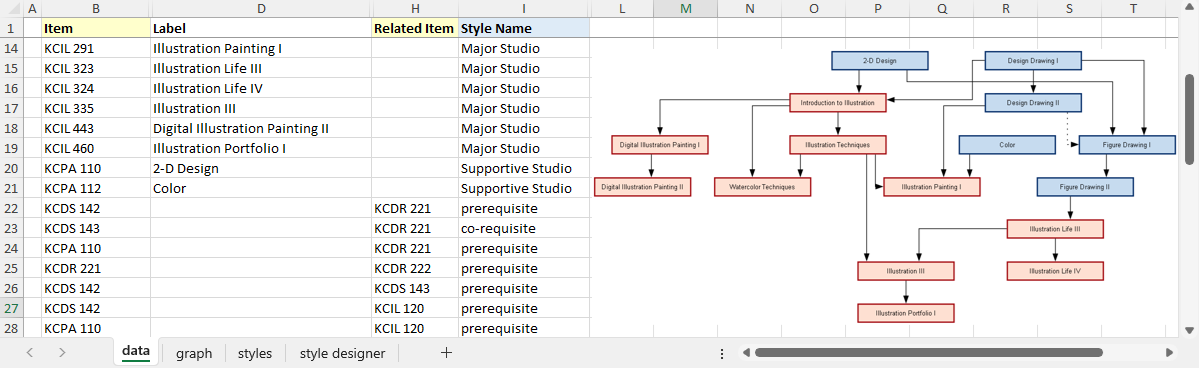 A B D H I L M N O P Q R S T
1 Item Label Related Item Style Name
14 KCIL 291 Illustration Painting I Major Studio
15 KCIL 323 Illustration Life III Major Studio
16 KCIL 324 Illustration Life IV Major Studio
17 KCIL 335 Illustration III Major Studio
18 KCIL 443 Digital Illustration Painting II Major Studio
19 KCIL 460 Illustration Portfolio I Major Studio
20 KCPA 110 2-D Design Supportive Studio
21 KCPA 112 Color Supportive Studio
22 KCDS 142 KCDR 221 prerequisite
23 KCDS 143 KCDR 221 co-requisite
24 KCPA 110 KCDR 221 prerequisite
25 KCDR 221 KCDR 222 prerequisite
26 KCDS 142 KCDS 143 prerequisite
27 KCDS 142 KCIL 120 prerequisite
28 KCPA 110 KCIL 120 prerequisite
2-D Design Design Drawing I
Introduction to Illustration Design Drawing II
Digital Illustration Painting I Illustration Techniques Color Figure Drawing I
Digital Illustration Painting II Watercolor Techniques Illustration Painting I Figure Drawing II
Illustration Life III
Illustration III Illustration Life IV
Illustration Portfolio I
data graph styles style designer